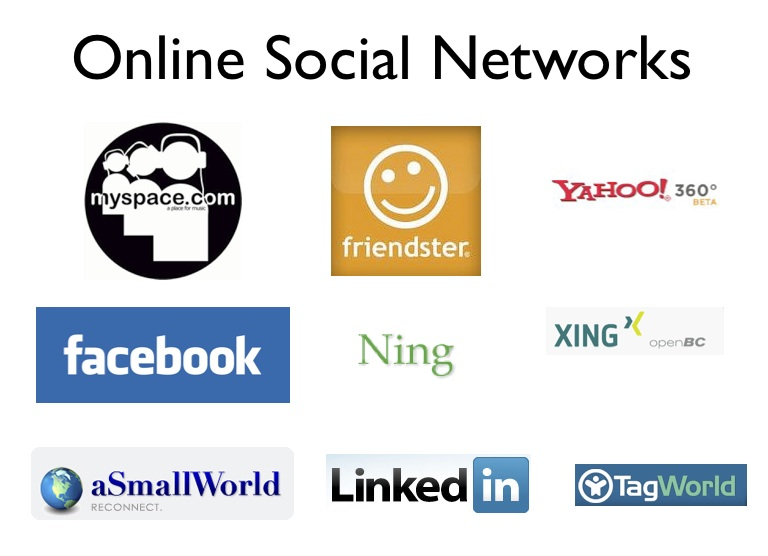 Online Social Networks
myspace.com
a place for music
friendster®
YAHOO!® 360°
BETA
facebook
Ning
XING
openBC
aSmallWorld
RECONNECT.
Linked in
TagWorld